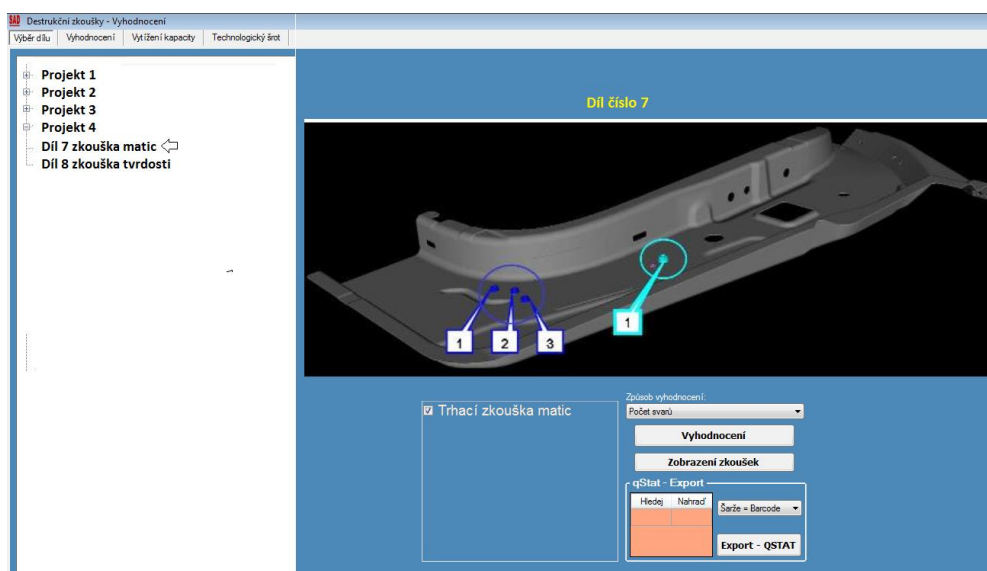 SAD Destrukční zkoušky - Vyhodnocení
Výběr dílu Vyhodnocení Vytížení kapacity Technologický šrot
Projekt 1
Projekt 2
Projekt 3
Projekt 4
Díl 7 zkouška matic
Díl 8 zkouška tvrdosti
Díl číslo 7
1 2 3
1
Trhací zkouška matic
Způsob vyhodnocení:
Počet svarů
Vyhodnocení
Zobrazení zkoušek
qStat - Export
Hledej Nahraď
Šarže = Barcode
Export - QSTAT